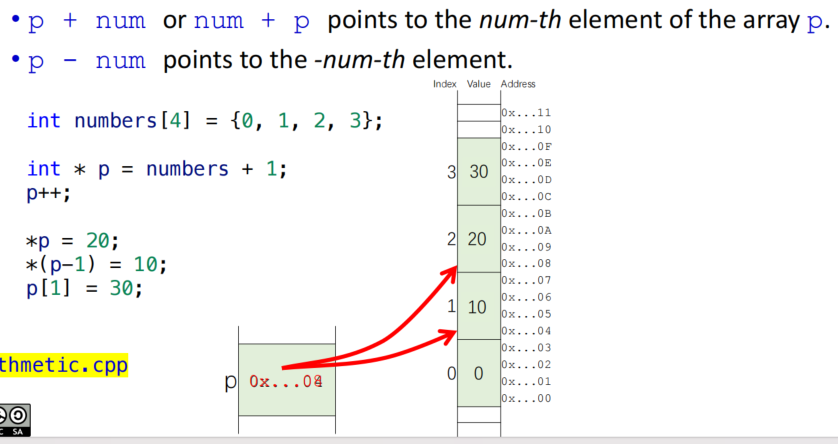 • p + num or num + p points to the num-th element of the array p.
• p - num points to the -num-th element.
Index Value Address
int numbers[4] = {0, 1, 2, 3};
int * p = numbers + 1;
p++;
*p = 20;
*(p-1) = 10;
p[1] = 30;
thmetic.cpp
p
3 30
2 20
1 10
0 0
0x...11
0x...10
0x...0F
0x...0E
0x...0D
0x...0C
0x...0B
0x...0A
0x...09
0x...08
0x...07
0x...06
0x...05
0x...04
0x...03
0x...02
0x...01
0x...00
SA